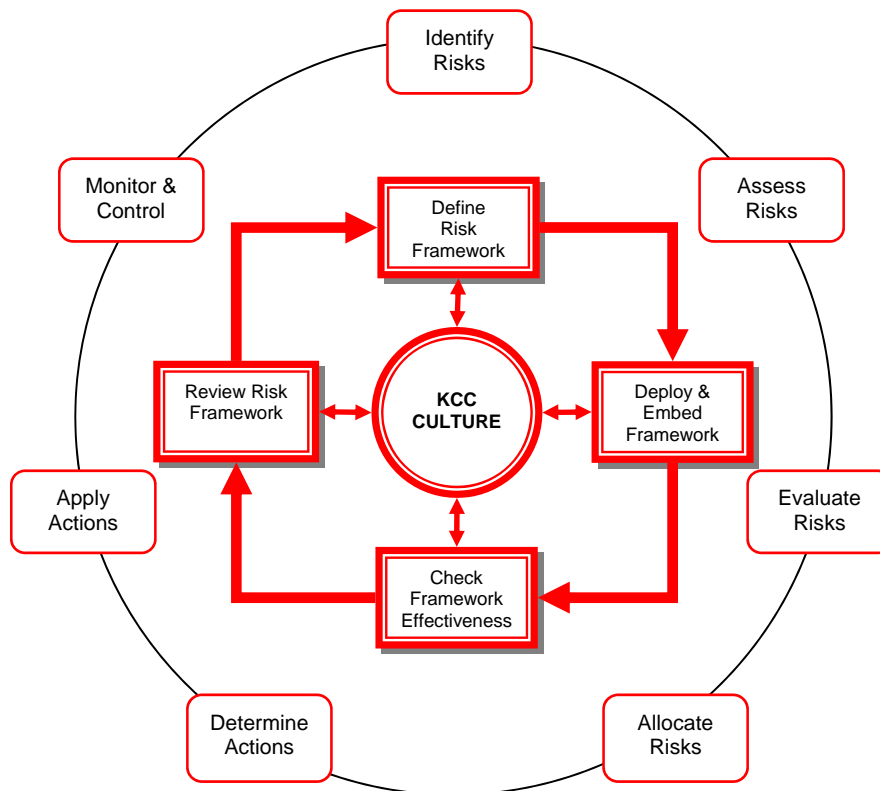 Identify
Risks
Monitor &
Control
Assess
Risks
Define
Risk
Framework
Review Risk
Framework
KCC
CULTURE
Deploy &
Embed
Framework
Apply
Actions
Evaluate
Risks
Check
Framework
Effectiveness
Determine
Actions
Allocate
Risks